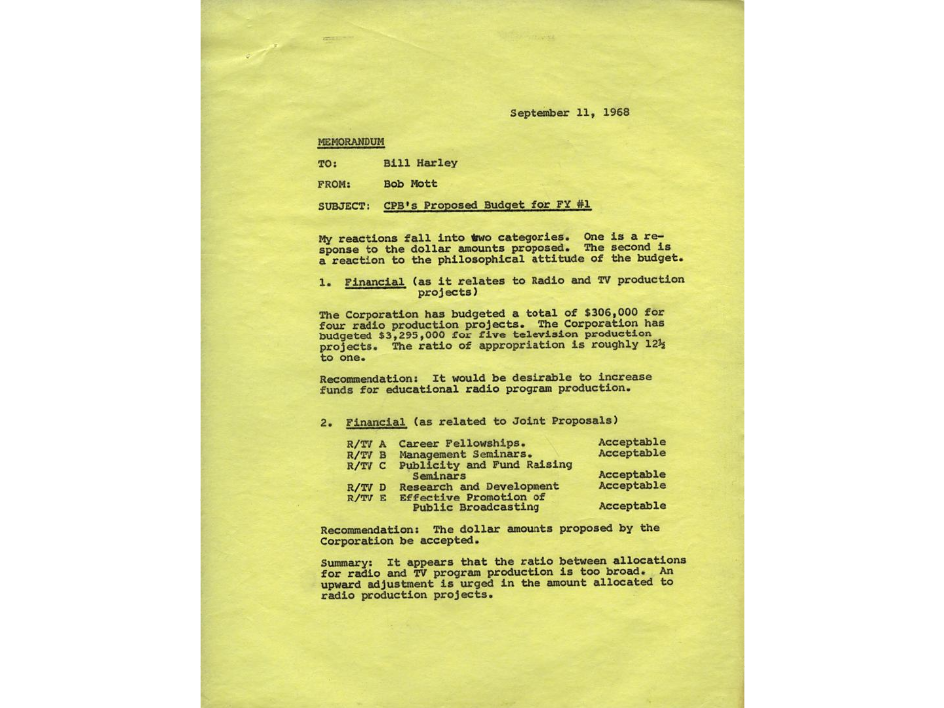 September 11, 1968
MEMORANDUM
TO: Bill Harley
FROM: Bob Mott
SUBJECT: CPB's Proposed Budget for FY #1
My reactions fall into two categories. One is a re-
sponse to the dollar amounts proposed. The second is
a reaction to the philosophical attitude of the budget.
1. Financial (as it relates to Radio and TV production
projects)
The Corporation has budgeted a total of $306,000 for
four radio production projects. The Corporation has
budgeted $3,295,000 for five television production
projects. The ratio of appropriation is roughly 12½
to one.
Recommendation: It would be desirable to increase
funds for educational radio program production.
2. Financial (as related to Joint Proposals)
R/TV A Career Fellowships. Acceptable
R/TV B Management Seminars. Acceptable
R/TV C Publicity and Fund Raising
Seminars Acceptable
R/TV D Research and Development Acceptable
R/TV E Effective Promotion of
Public Broadcasting Acceptable
Recommendation: The dollar amounts proposed by the
Corporation be accepted.
Summary: It appears that the ratio between allocations
for radio and TV program production is too broad. An
upward adjustment is urged in the amount allocated to
radio production projects.